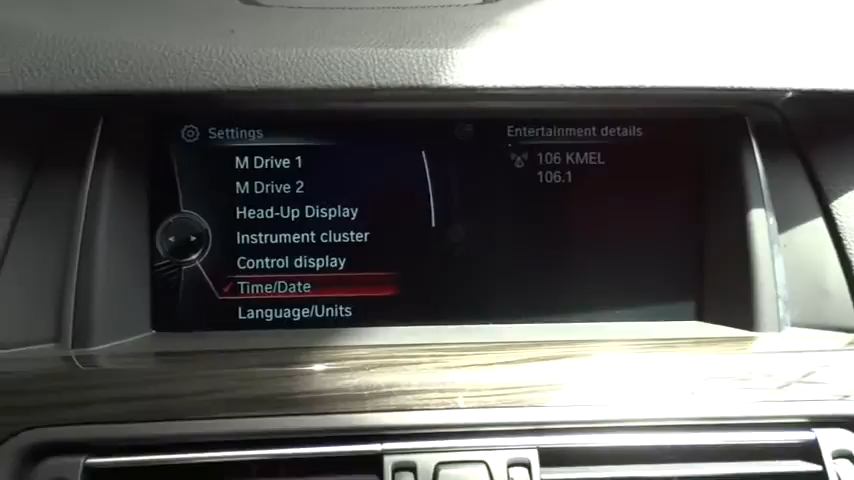 Settings
M Drive 1
M Drive 2
Head-Up Display
Instrument cluster
Control display
Time/Date
Language/Units
Entertainment details
106 KMEL
106.1